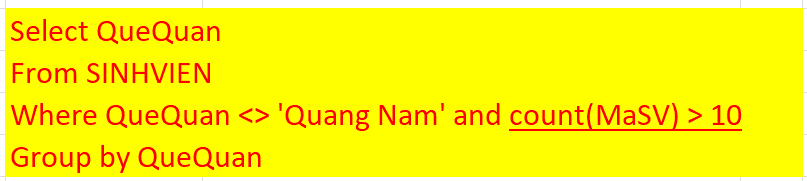 Select QueQuan
From SINHVIEN
Where QueQuan <> 'Quang Nam' and count(MaSV) > 10
Group by QueQuan